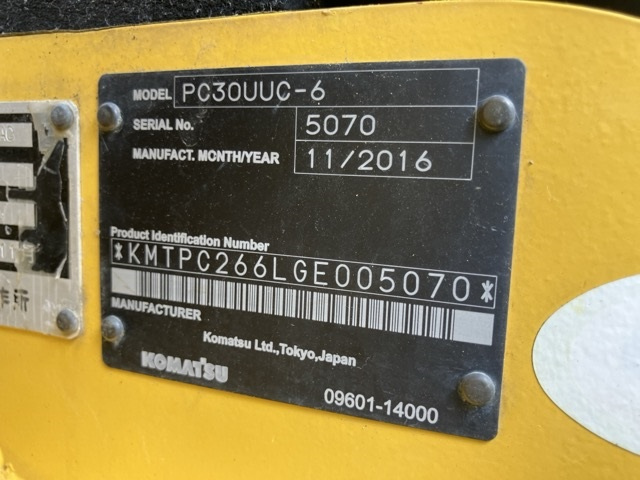 MODEL PC30UUC-6
SERIAL No. 5070
MANUFACT. MONTH/YEAR 11/2016
Product Identification Number
*KMTPC266LGE005070*
MANUFACTURER
Komatsu Ltd.,Tokyo,Japan
KOMATSU
09601-14000